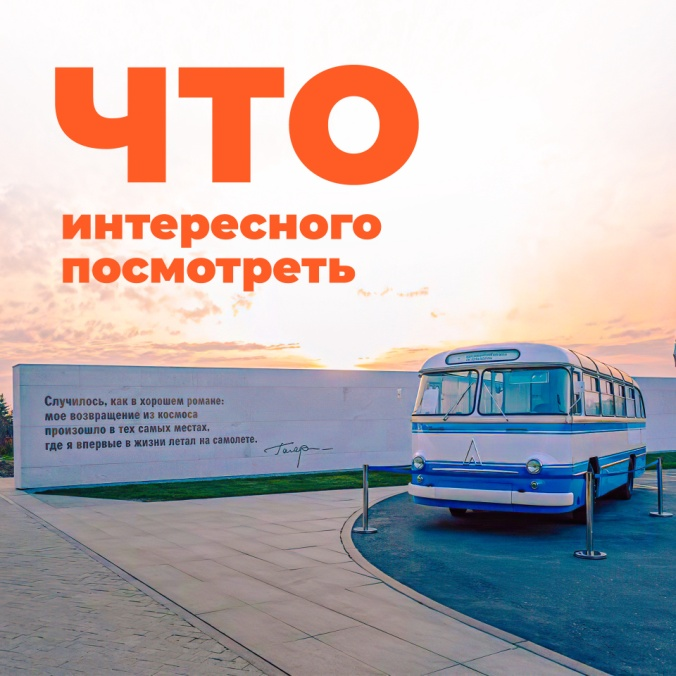 ЧТО
интересного
посмотреть
Случилось, как в хорошем романе:
мое возвращение из космоса
произошло в тех самых местах,
где я впервые в жизни летал на самолете.